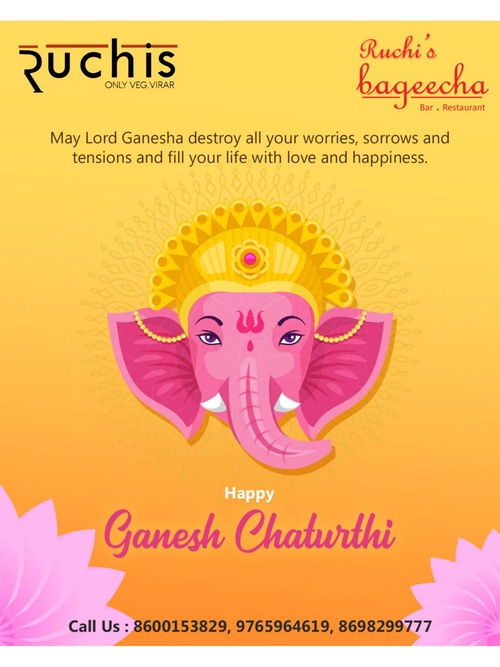 Ruchis
ONLY VEG.VIRAR
Ruchi's
bageecha
Bar . Restaurant
May Lord Ganesha destroy all your worries, sorrows and
tensions and fill your life with love and happiness.
Happy
Ganesh Chaturthi
Call Us : 8600153829, 9765964619, 8698299777